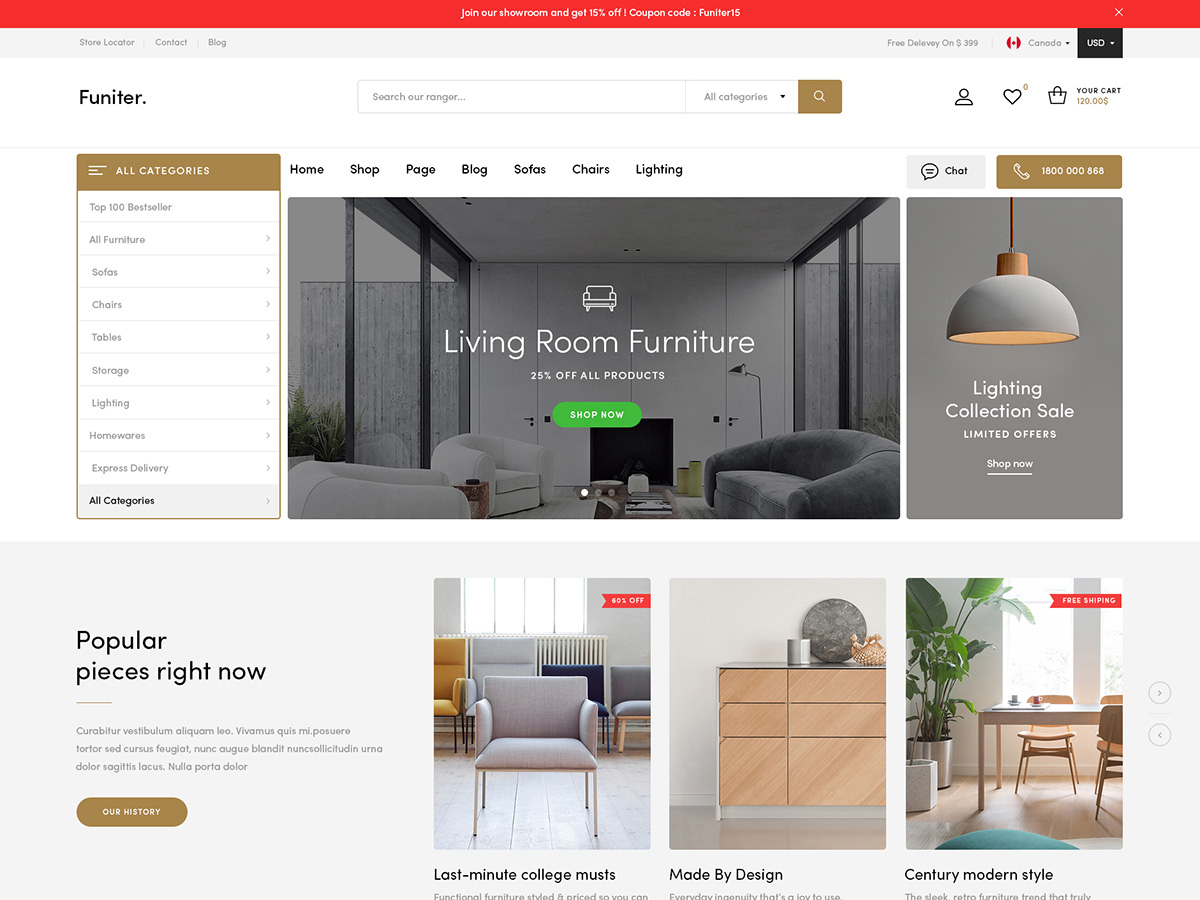 Join our showroom and get 15% off ! Coupon code : Funiter15
Store Locator
Contact
Blog
Free Delevey On $ 399
Canada
USD
Funiter.
Search our ranger...
All categories
0
YOUR CART
120.00$
ALL CATEGORIES
Home
Shop
Page
Blog
Sofas
Chairs
Lighting
Chat
1800 000 868
Top 100 Bestseller
All Furniture
Sofas
Chairs
Tables
Storage
Lighting
Homewares
Express Delivery
All Categories
Living Room Furniture
25% OFF ALL PRODUCTS
SHOP NOW
Lighting
Collection Sale
LIMITED OFFERS
Shop now
Popular
pieces right now
Curabitur vestibulum aliquam leo. Vivamus quis mi.posuere
tortor sed cursus feugiat, nunc augue blandit nuncsollicitudin urna
dolor sagittis lacus. Nulla porta dolor
OUR HISTORY
60% OFF
FREE SHIPING
Last-minute college musts
Functional furniture styled & priced so you can
Made By Design
Everyday ingenuity that's a joy to use.
Century modern style
The sleek, retro furniture trend that truly